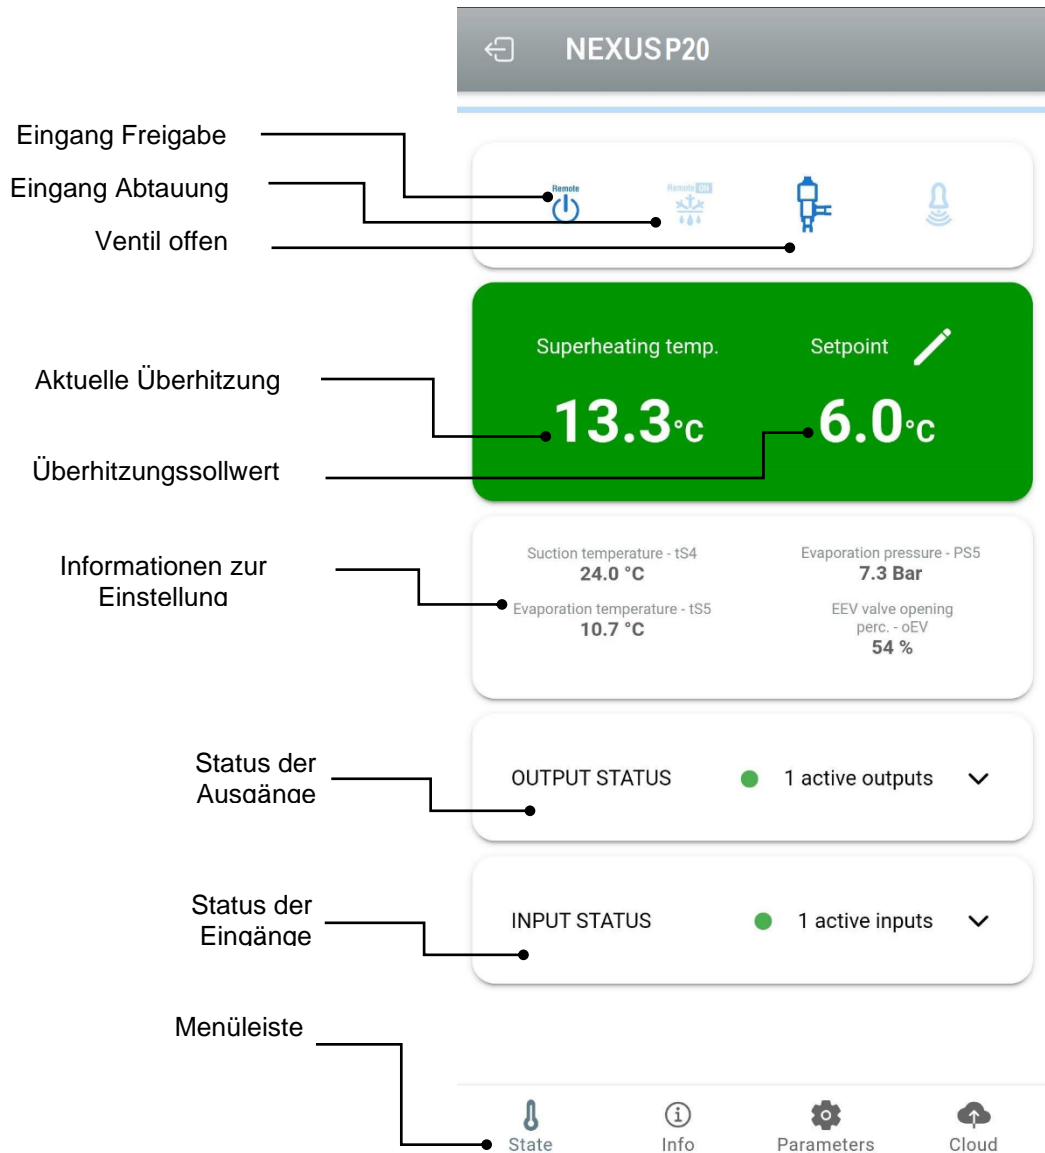 NEXUS P20
Eingang Freigabe
Eingang Abtauung
Ventil offen
Remote
Remote ON
Superheating temp.
Setpoint
13.3°C
6.0°C
Aktuelle Überhitzung
Überhitzungssollwert
Informationen zur
Einstellung
Suction temperature - tS4
24.0 °C
Evaporation pressure - PS5
7.3 Bar
Evaporation temperature - tS5
10.7 °C
EEV valve opening
perc. - oEV
54 %
Status der
Ausgänge
OUTPUT STATUS
1 active outputs
Status der
Eingänge
INPUT STATUS
1 active inputs
Menüleiste
State
Info
Parameters
Cloud